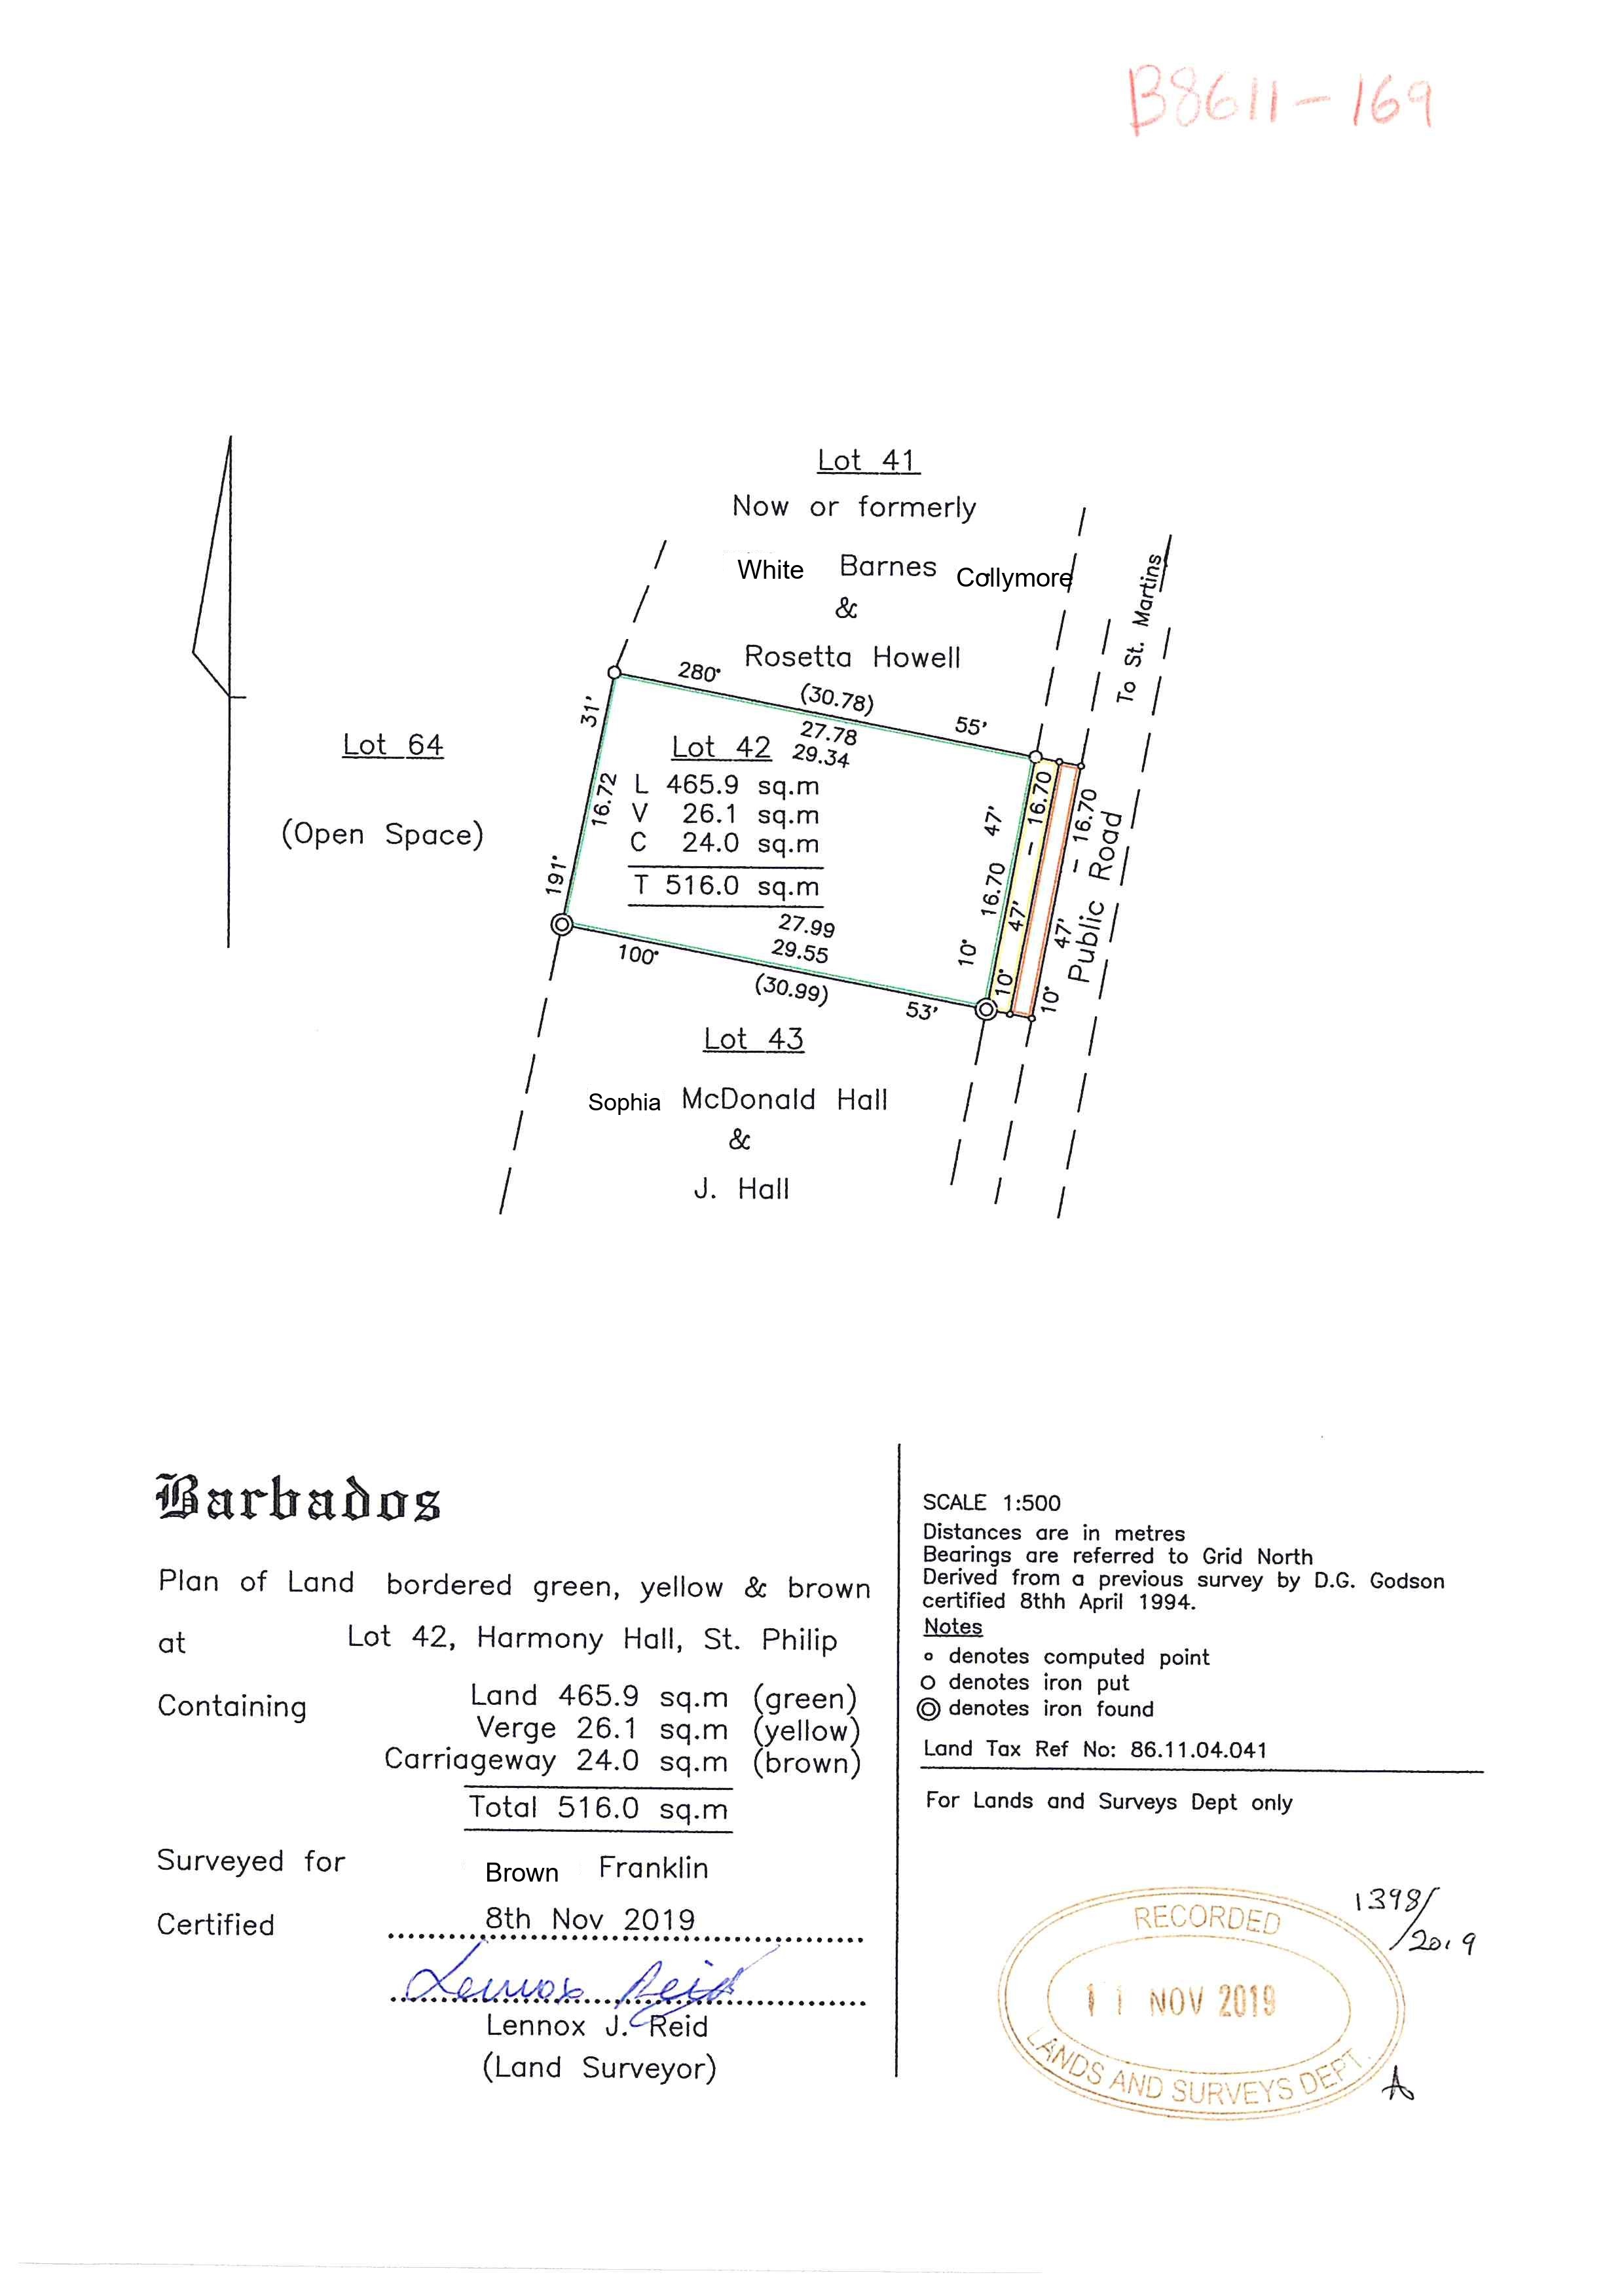 B8611-169
Lot 41
Now or formerly
White Barnes Collymore
&
Rosetta Howell
To St. Martins
280° (30.78) 55'
27.78
29.34
31'
16.72
191°
Lot 64
(Open Space)
Lot 42
L 465.9 sq.m
V 26.1 sq.m
C 24.0 sq.m
T 516.0 sq.m
10° 16.70 47'
10° 47' – 16.70
10° 47' – 16.70
Public Road
27.99
29.55
100° (30.99) 53'
Lot 43
Sophia McDonald Hall
&
J. Hall
Barbados
Plan of Land bordered green, yellow & brown
at Lot 42, Harmony Hall, St. Philip
Containing Land 465.9 sq.m (green)
Verge 26.1 sq.m (yellow)
Carriageway 24.0 sq.m (brown)
Total 516.0 sq.m
Surveyed for Brown Franklin
Certified 8th Nov 2019
Lennox Reid
Lennox J. Reid
(Land Surveyor)
SCALE 1:500
Distances are in metres
Bearings are referred to Grid North
Derived from a previous survey by D.G. Godson
certified 8thh April 1994.
Notes
o denotes computed point
O denotes iron put
◎ denotes iron found
Land Tax Ref No: 86.11.04.041
For Lands and Surveys Dept only
1398/2019
RECORDED
11 NOV 2019
LANDS AND SURVEYS DEPT.
A